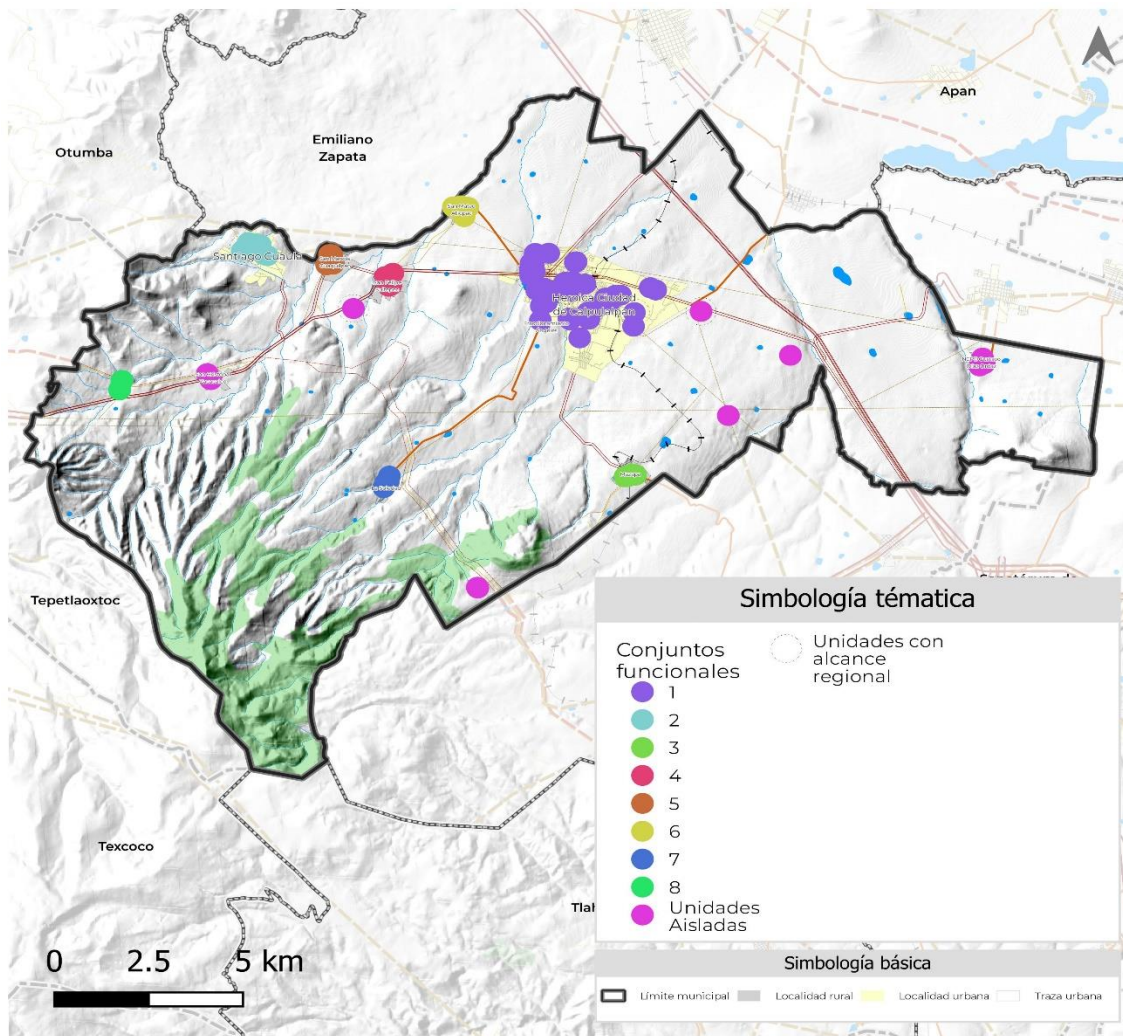 Apan
Emiliano
Zapata
Otumba
Santiago Cuaula
Heroica Ciudad
de Calpulalpan
Tepetlaoxtoc
Texcoco
0 2.5 5 km
Simbología témática
Conjuntos
funcionales
1
2
3
4
5
6
7
8
Unidades
Aisladas
Unidades con
alcance
regional
Simbología básica
Límite municipal
Localidad rural
Localidad urbana
Traza urbana